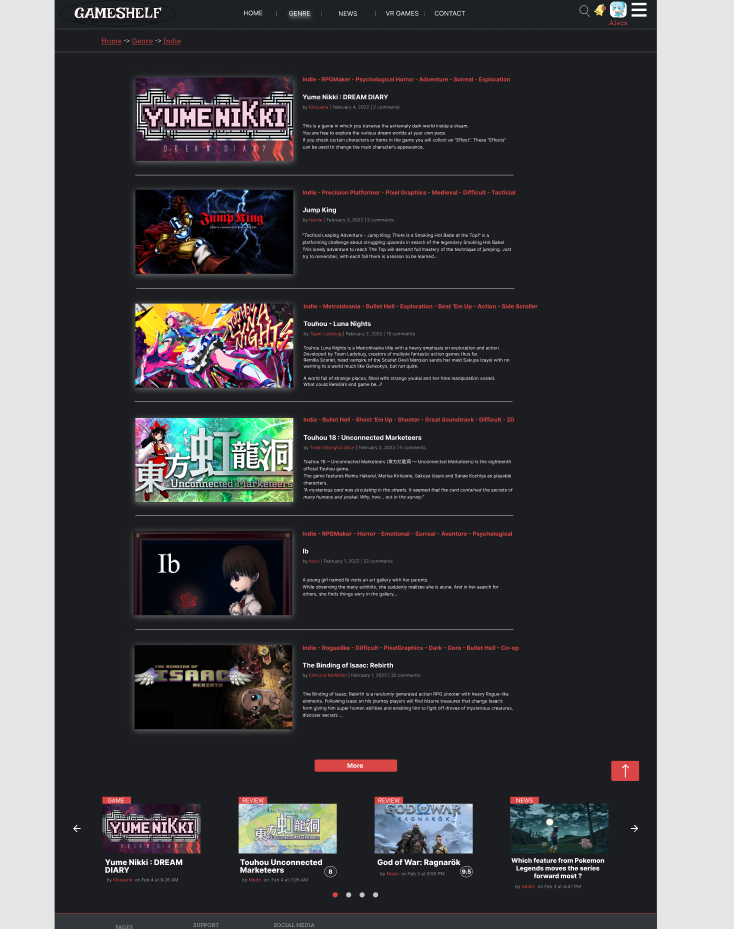 GAMESHELF
HOME | GENRE | NEWS | VR GAMES | CONTACT
Alecs
Home -> Genre -> Indie
Indie - RPGMaker - Psychological Horror - Adventure - Surreal - Exploration
YUME NIKKI
DREAM DIARY
Yume Nikki : DREAM DIARY
by Kikiyama | February 4, 2022 | 2 comments
This is a game in which you traverse the extremely dark world inside a dream.
You are free to explore the various dream worlds at your own pace.
If you check certain characters or items in the game you will collect an "Effect". These "Effects"
can be used to change the main character's appearance.
Indie - Precision Platformer - Pixel Graphics - Medieval - Difficult - Tactical
Jump King
Jump King
by Nexile | February 3, 2022 | 6 comments
"Tactical Leaping Adventure - Jump King: There is a Smoking Hot Babe at the Top!" is a
platforming challenge about struggling upwards in search of the legendary Smoking Hot Babe!
This lonely adventure to reach The Top will demand full mastery of the technique of jumping. Just
try to remember, with each fall there is a lesson to be learned...
Indie - Metroidvania - Bullet Hell - Exploration - Beat 'Em Up - Action - Side Scroller
Touhou - Luna Nights
by Team Ladybug | February 2, 2022 | 15 comments
Touhou Luna Nights is a Metroidvania title with a heavy emphasis on exploration and action.
Developed by Team Ladybug, creators of multiple fantastic action games thus far.
Remilia Scarlet, head vampire of the Scarlet Devil Mansion sends her maid Sakuya Izayoi with no
warning to a world much like Gensokyo, but not quite.
A world full of strange places, filled with strange youkai and her time manipulation sealed.
What could Remilia's end game be...?
Indie - Bullet Hell - Shoot 'Em Up - Shooter - Great Soundtrack - Difficult - 2D
東方虹龍洞
Unconnected Marketeers
Touhou 18 : Unconnected Marketeers
by Team Shanghai Alice | February 2, 2022 | 6 comments
Touhou 18 ~ Unconnected Marketeers (東方虹龍洞 ~ Unconnected Marketeers) is the eighteenth
official Touhou game.
The game features Reimu Hakurei, Marisa Kirisame, Sakuya Izayoi and Sanae Kochiya as playable
characters.
"A mysterious card was circulating in the streets. It seemed that the card contained the secrets of
many humans and youkai. Why, how... out in the survey."
Indie - RPGMaker - Horror - Emotional - Surreal - Aventure - Psychological
Ib
Ib
by kouri | February 1, 2022 | 32 comments
A young girl named Ib visits an art gallery with her parents.
While observing the many exhibits, she suddenly realizes she is alone. And in her search for
others, she finds things awry in the gallery...
Indie - Roguelike - Difficult - PixelGraphics - Dark - Gore - Bullet Hell - Co-op
THE BINDING OF
ISAAC
REBIRTH
The Binding of Isaac: Rebirth
by Edmund McMillen | February 1, 2022 | 35 comments
The Binding of Isaac: Rebirth is a randomly generated action RPG shooter with heavy Rogue-like
elements. Following Isaac on his journey players will find bizarre treasures that change Isaac's
form giving him super human abilities and enabling him to fight off droves of mysterious creatures,
discover secrets ...
More
GAME
YUME NIKKI
Yume Nikki : DREAM
DIARY
by Kikiyama on Feb 4 at 9:26 AM
REVIEW
東方虹龍洞
Touhou Unconnected
Marketeers
8
REVIEW
GOD OF WAR
RAGNARÖK
God of War: Ragnarök
9.5
NEWS
Which feature from Pokemon
Legends moves the series
forward most ?
by Admin on Feb 3 at 4:47 PM
PAGES
SUPPORT
SOCIAL MEDIA